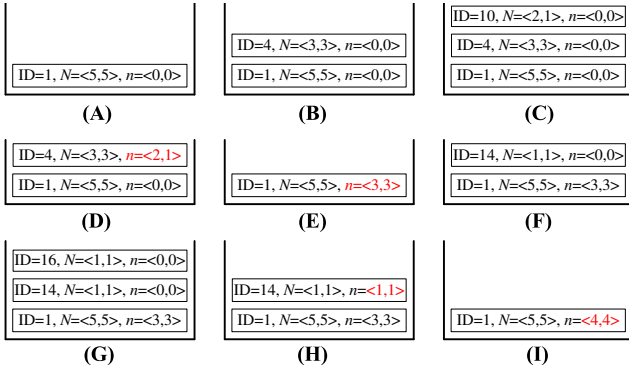 ID=1, N=<5,5>, n=<0,0>
(A)
ID=4, N=<3,3>, n=<0,0>
ID=1, N=<5,5>, n=<0,0>
(B)
ID=10, N=<2,1>, n=<0,0>
ID=4, N=<3,3>, n=<0,0>
ID=1, N=<5,5>, n=<0,0>
(C)
ID=4, N=<3,3>, n=<2,1>
ID=1, N=<5,5>, n=<0,0>
(D)
ID=1, N=<5,5>, n=<3,3>
(E)
ID=14, N=<1,1>, n=<0,0>
ID=1, N=<5,5>, n=<3,3>
(F)
ID=16, N=<1,1>, n=<0,0>
ID=14, N=<1,1>, n=<0,0>
ID=1, N=<5,5>, n=<3,3>
(G)
ID=14, N=<1,1>, n=<1,1>
ID=1, N=<5,5>, n=<3,3>
(H)
ID=1, N=<5,5>, n=<4,4>
(I)